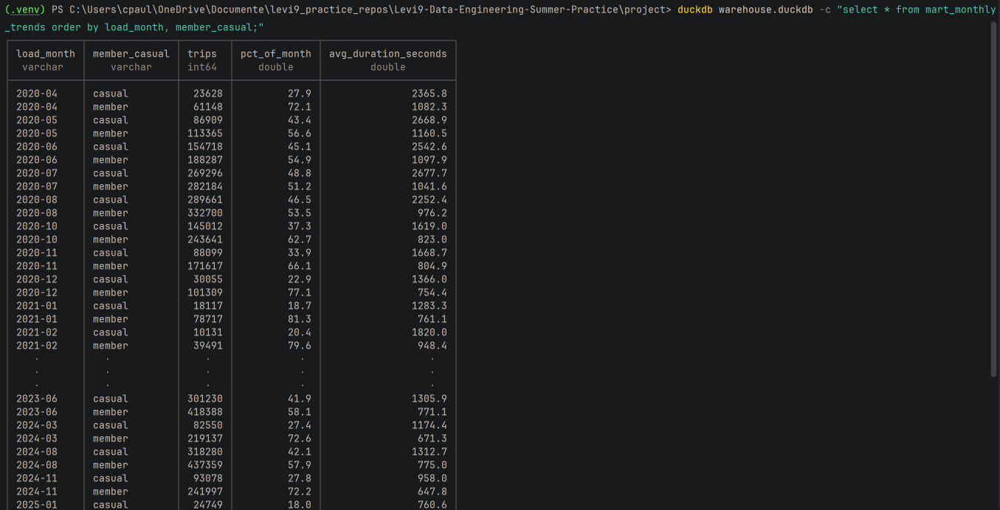 (.venv) PS C:\Users\cpaul\OneDrive\Documente\levi9_practice_repos\Levi9-Data-Engineering-Summer-Practice\project> duckdb warehouse.duckdb -c "select * from mart_monthly
_trends order by load_month, member_casual;"
load_month member_casual trips pct_of_month avg_duration_seconds
varchar varchar int64 double double
2020-04 casual 23628 27.9 2365.8
2020-04 member 61148 72.1 1082.3
2020-05 casual 86909 43.4 2668.9
2020-05 member 113365 56.6 1160.5
2020-06 casual 154718 45.1 2542.6
2020-06 member 188287 54.9 1097.9
2020-07 casual 269296 48.8 2677.7
2020-07 member 282184 51.2 1041.6
2020-08 casual 289661 46.5 2252.4
2020-08 member 332700 53.5 976.2
2020-10 casual 145012 37.3 1619.0
2020-10 member 243641 62.7 823.0
2020-11 casual 88099 33.9 1668.7
2020-11 member 171617 66.1 804.9
2020-12 casual 30055 22.9 1366.0
2020-12 member 101309 77.1 754.4
2021-01 casual 18117 18.7 1283.3
2021-01 member 78717 81.3 761.1
2021-02 casual 10131 20.4 1820.0
2021-02 member 39491 79.6 948.4
. . . . .
. . . . .
. . . . .
2023-06 casual 301230 41.9 1305.9
2023-06 member 418388 58.1 771.1
2024-03 casual 82550 27.4 1174.4
2024-03 member 219137 72.6 671.3
2024-08 casual 318280 42.1 1312.7
2024-08 member 437359 57.9 775.0
2024-11 casual 93078 27.8 958.0
2024-11 member 241997 72.2 647.8
2025-01 casual 24749 18.0 760.6